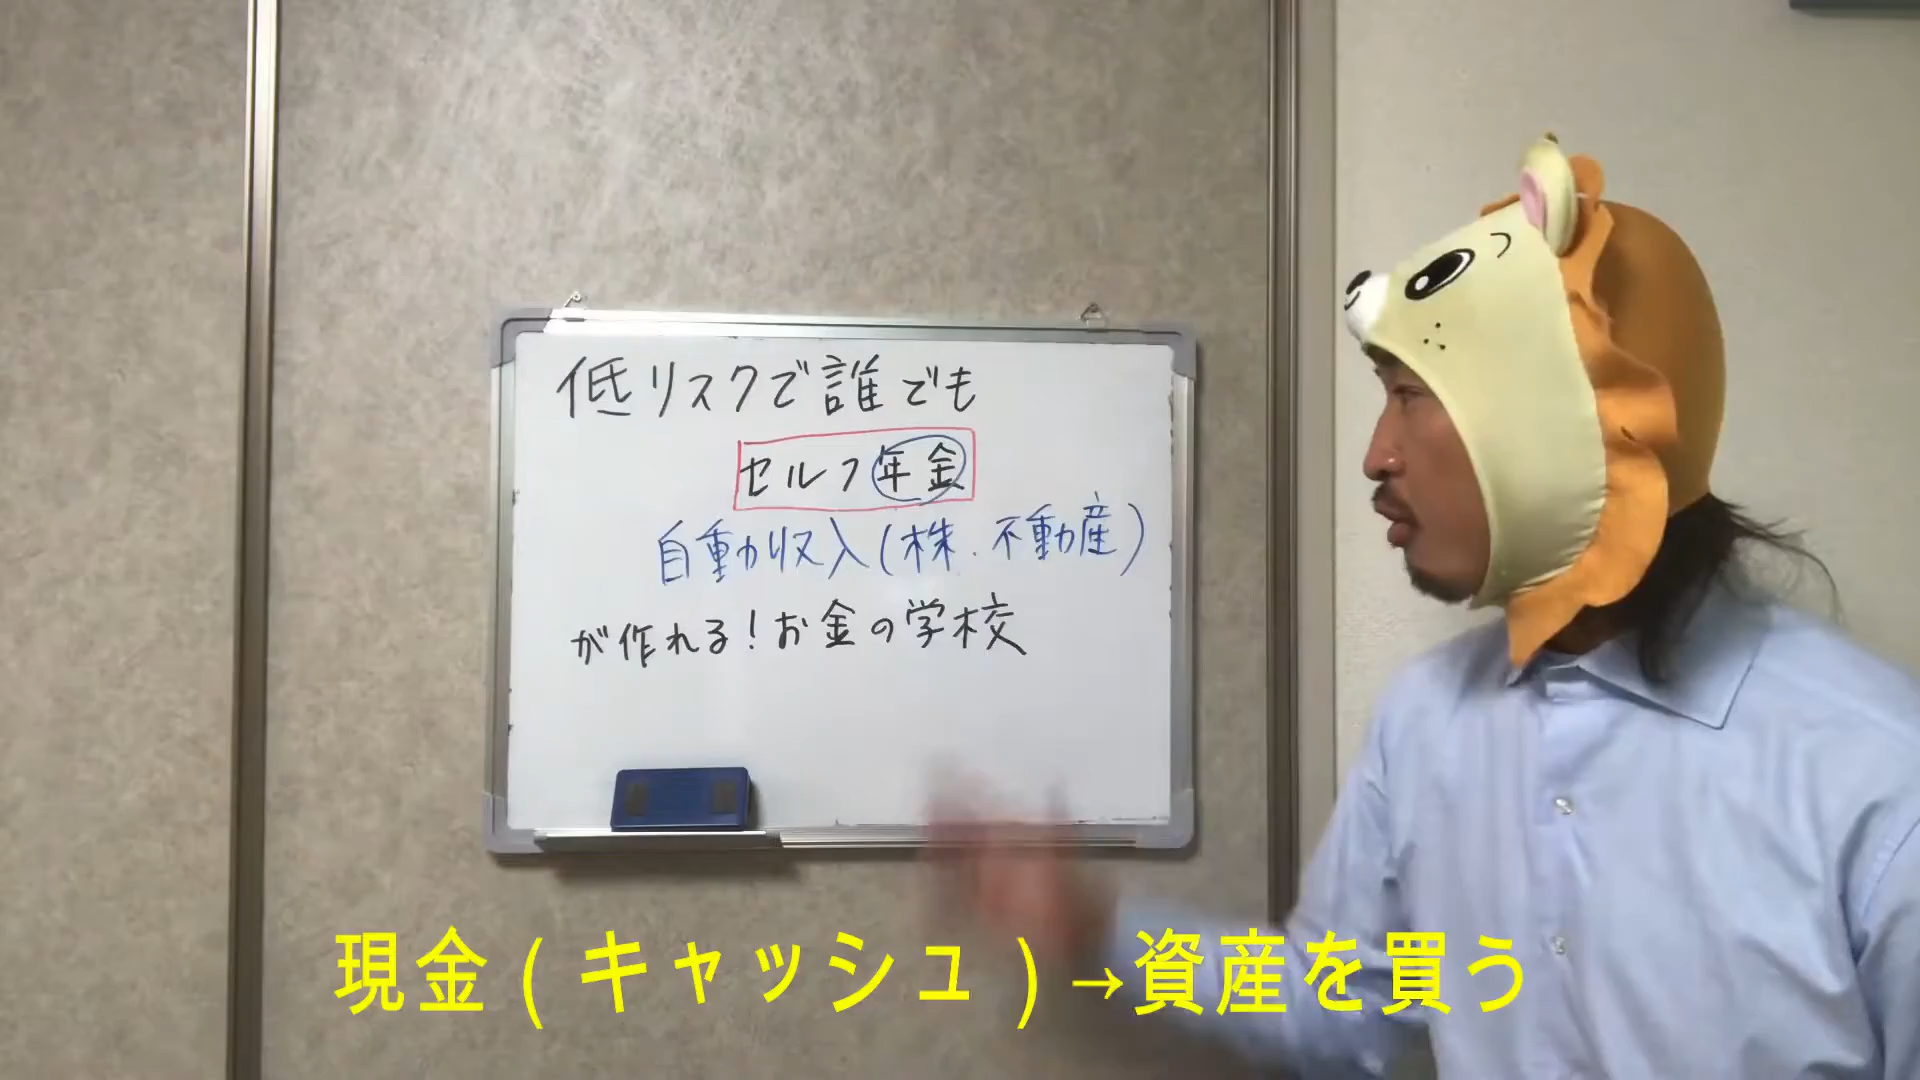 低リスクで誰でも
セルフ年金
自動収入(株.不動産)
が作れる!お金の学校
現金(キャッシュ)→資産を買う